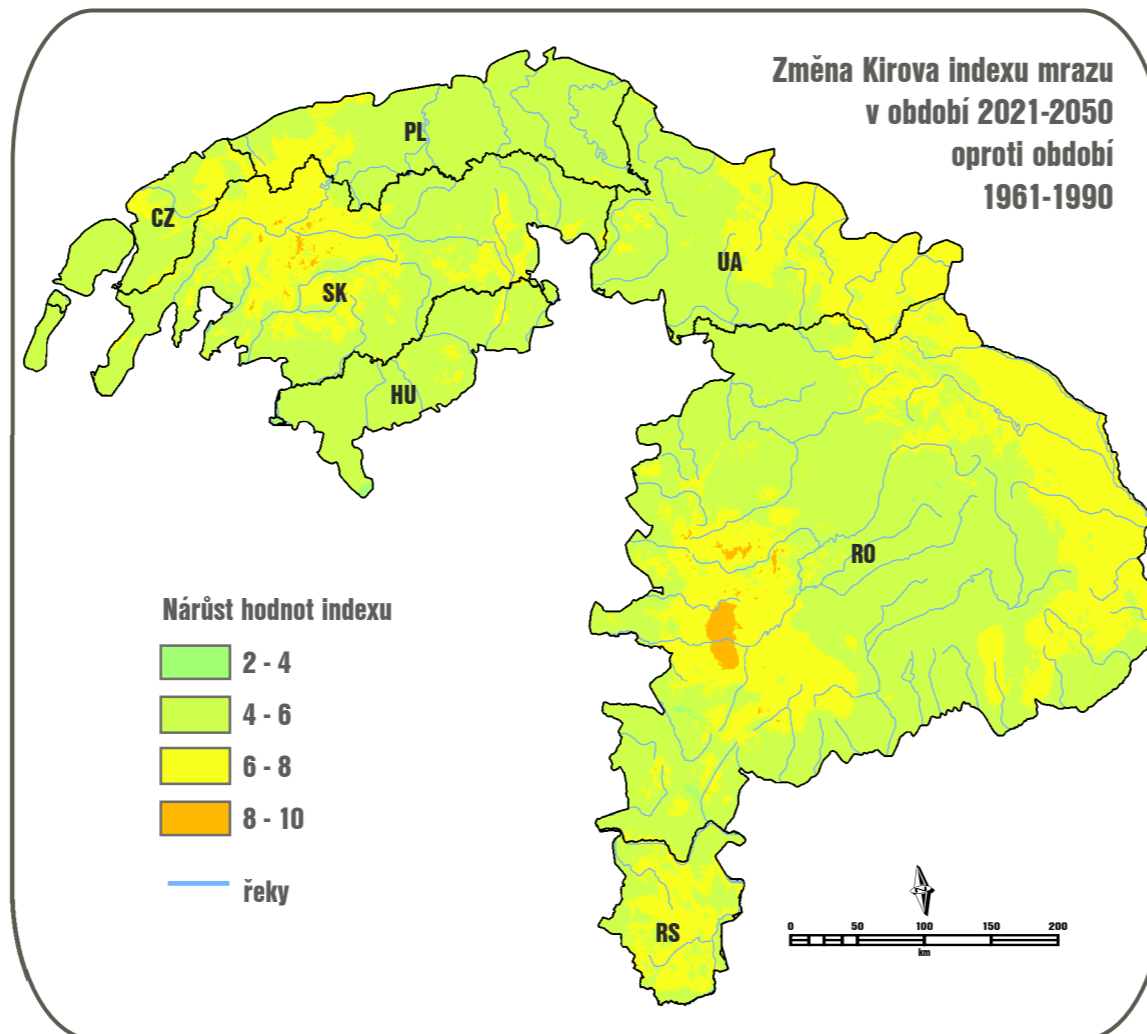 Změna Kirova indexu mrazu
v období 2021-2050
oproti období
1961-1990
PL
CZ
SK
UA
HU
RO
RS
Nárůst hodnot indexu
2 - 4
4 - 6
6 - 8
8 - 10
řeky
0 50 100 150 200
km